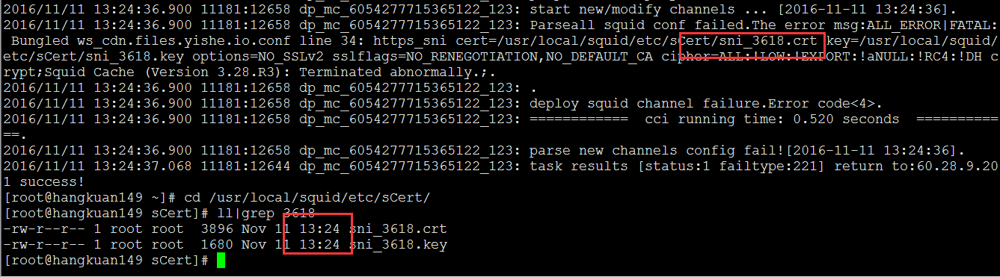 2016/11/11 13:24:36.900 11181:12658 dp_mc_6054277715365122_123: start new/modify channels ... [2016-11-11 13:24:36].
2016/11/11 13:24:36.900 11181:12658 dp_mc_6054277715365122_123: Parseall squid conf failed.The error msg:ALL_ERROR|FATAL:
Bungled ws_cdn.files.yishe.io.conf line 34: https_sni cert=/usr/local/squid/etc/sCert/sni_3618.crt key=/usr/local/squid/
etc/sCert/sni_3618.key options=NO_SSLv2 sslflags=NO_RENEGOTIATION,NO_DEFAULT_CA cipher=ALL:!LOW:!EXPORT:!aNULL:!RC4:!DH c
rypt;Squid Cache (Version 3.28.R3): Terminated abnormally.;.
2016/11/11 13:24:36.900 11181:12658 dp_mc_6054277715365122_123: .
2016/11/11 13:24:36.900 11181:12658 dp_mc_6054277715365122_123: deploy squid channel failure.Error code<4>.
2016/11/11 13:24:36.900 11181:12658 dp_mc_6054277715365122_123: ============  cci running time: 0.520 seconds  ===========
==.
2016/11/11 13:24:36.900 11181:12658 dp_mc_6054277715365122_123: parse new channels config fail![2016-11-11 13:24:36].
2016/11/11 13:24:37.068 11181:12644 dp_mc_6054277715365122_123: task results [status:1 failtype:221] return to:60.28.9.20
1 success!
[root@hangkuan149 ~]# cd /usr/local/squid/etc/sCert/
[root@hangkuan149 sCert]# ll|grep 3618
-rw-r--r-- 1 root root  3896 Nov 11 13:24 sni_3618.crt
-rw-r--r-- 1 root root  1680 Nov 11 13:24 sni_3618.key
[root@hangkuan149 sCert]#